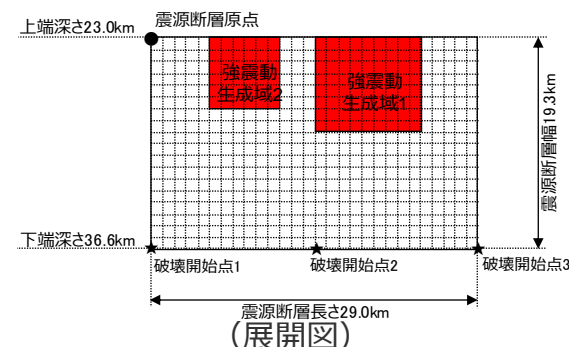 震源断層原点
上端深さ23.0km
強震動
生成域2
強震動
生成域1
震源断層幅19.3km
下端深さ36.6km
破壊開始点1
破壊開始点2
破壊開始点3
震源断層長さ29.0km
(展開図)